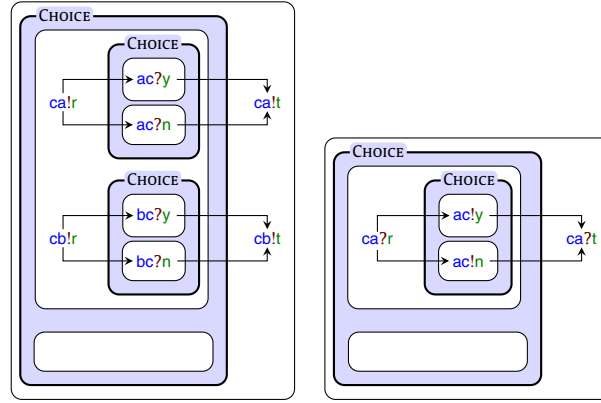 CHOICE
CHOICE
ac?y
ca!r ca!t
ac?n
CHOICE
bc?y
cb!r cb!t
bc?n
CHOICE
CHOICE
ac!y
ca?r ca?t
ac!n